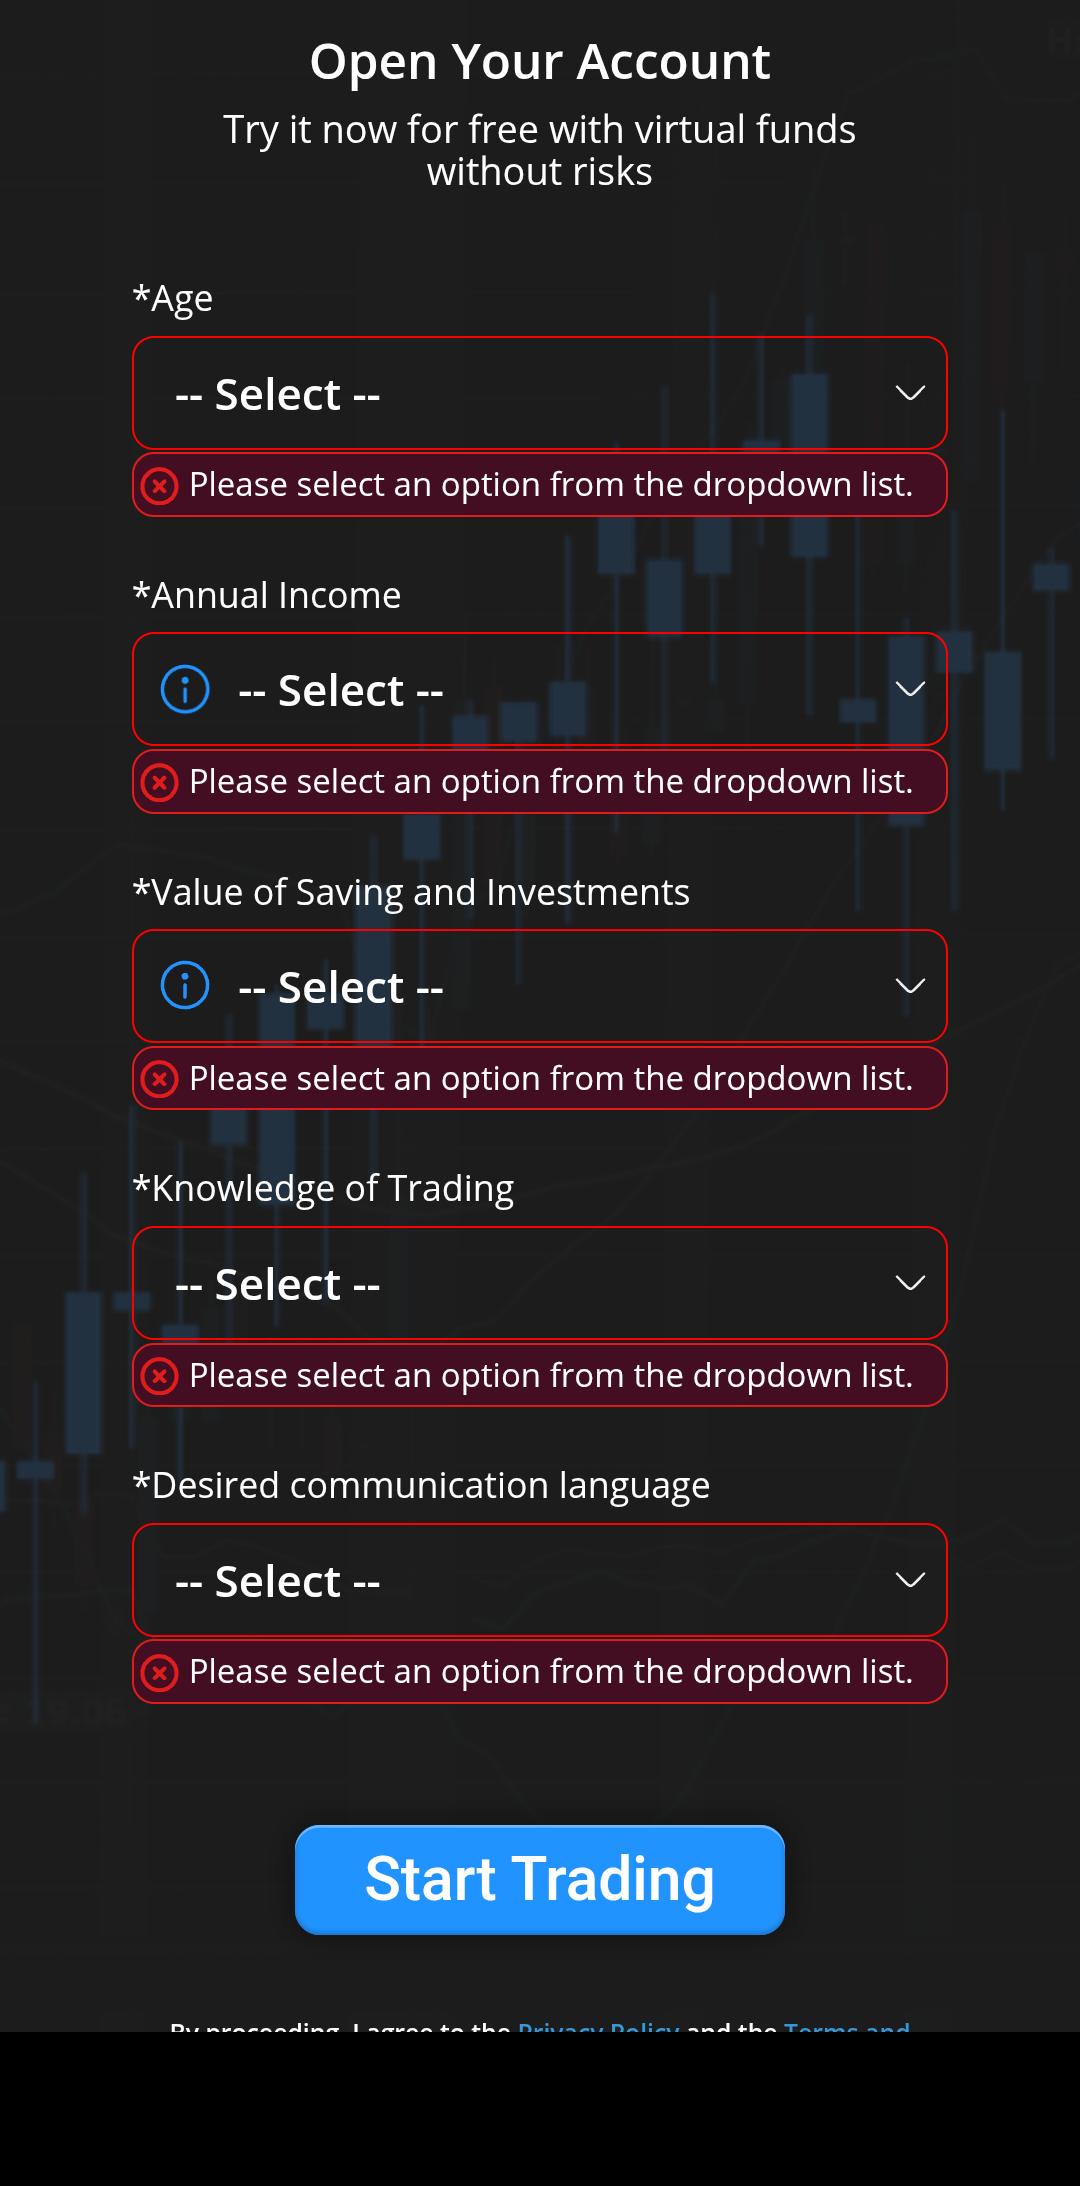 Open Your Account
Try it now for free with virtual funds
without risks
*Age
-- Select --
Please select an option from the dropdown list.
*Annual Income
-- Select --
Please select an option from the dropdown list.
*Value of Saving and Investments
-- Select --
Please select an option from the dropdown list.
*Knowledge of Trading
-- Select --
Please select an option from the dropdown list.
*Desired communication language
-- Select --
Please select an option from the dropdown list.
Start Trading
By proceeding, I agree to the Privacy Policy and the Terms and